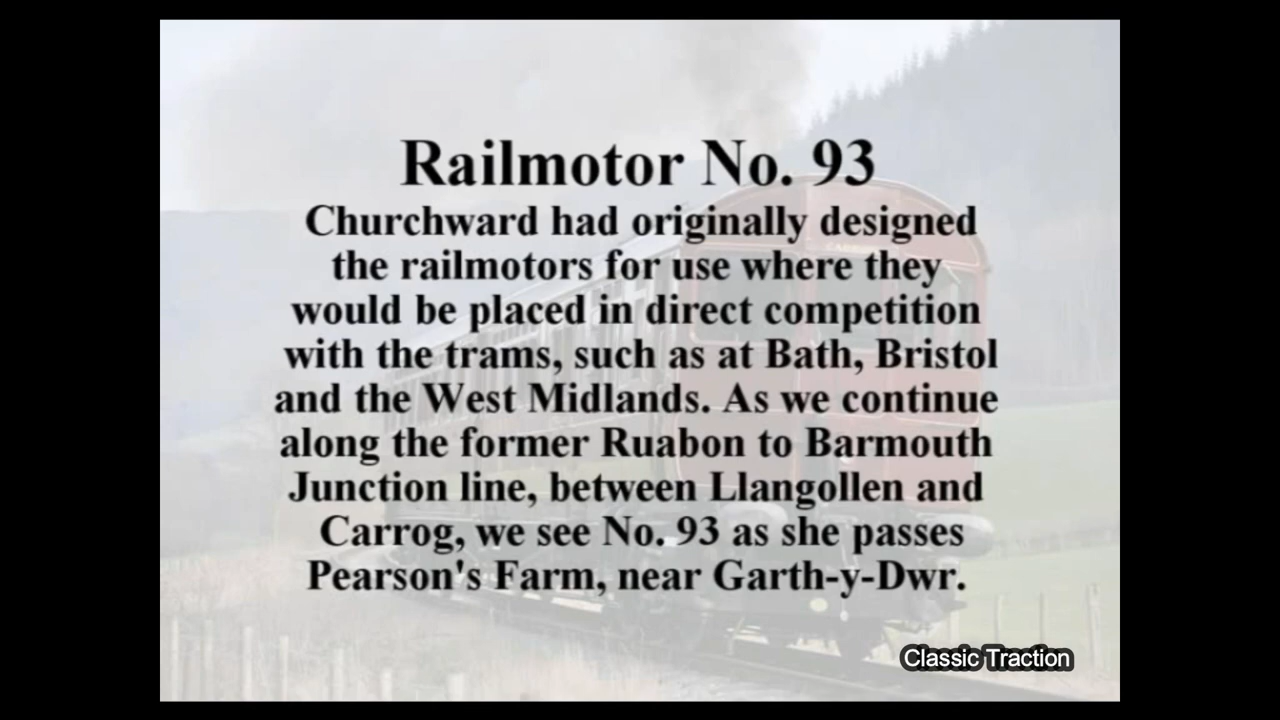 Railmotor No. 93
Churchward had originally designed
the railmotors for use where they
would be placed in direct competition
with the trams, such as at Bath, Bristol
and the West Midlands. As we continue
along the former Ruabon to Barmouth
Junction line, between Llangollen and
Carrog, we see No. 93 as she passes
Pearson's Farm, near Garth-y-Dwr.
Classic Traction